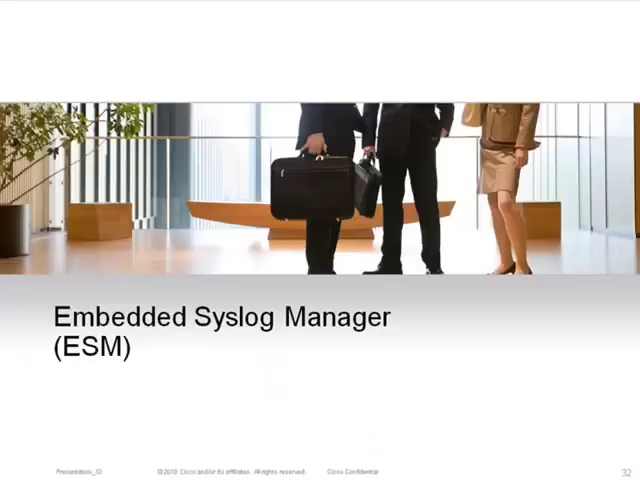 Embedded Syslog Manager
(ESM)
Presentation_ID © 2010 Cisco and/or its affiliates. All rights reserved. Cisco Confidential 32